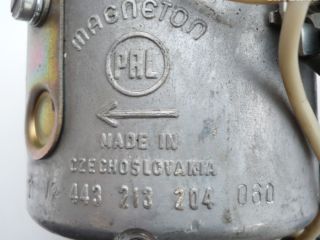 MAGNETON
PAL
MADE IN
CZECHOSLOVAKIA
443 213 204 060